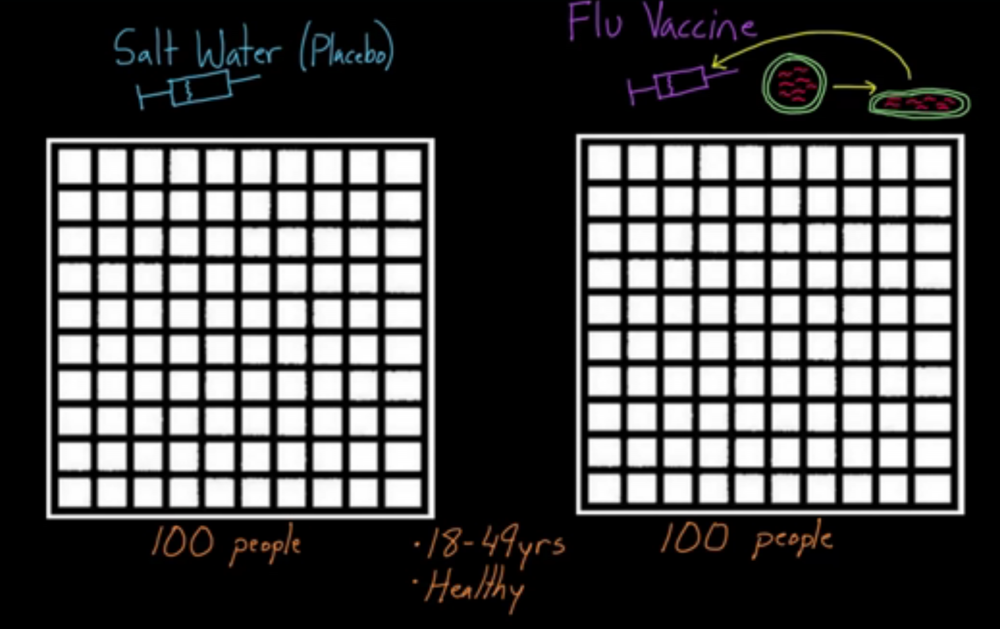 Salt Water (Placebo)
Flu Vaccine
100 people
• 18-49yrs
• Healthy
100 people